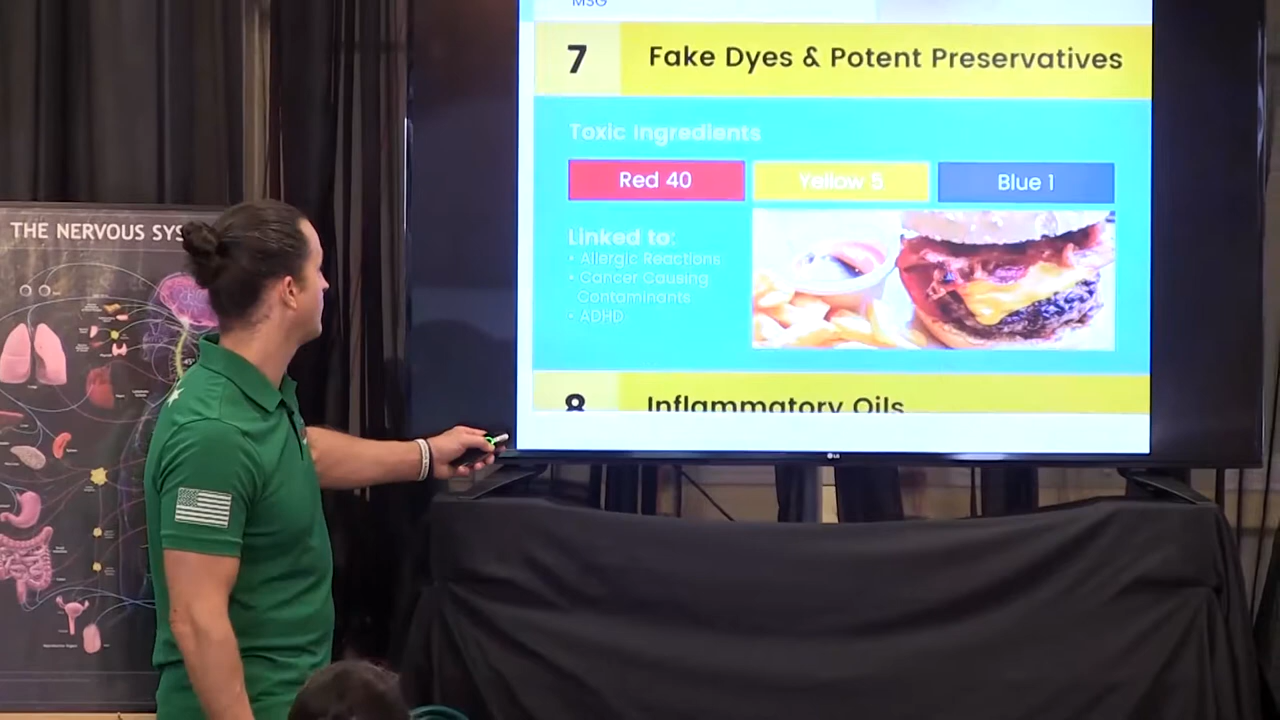 MSG
7
Fake Dyes & Potent Preservatives
Toxic Ingredients
Red 40
Yellow 5
Blue 1
Linked to:
• Allergic Reactions
• Cancer Causing
Contaminants
• ADHD
8
Inflammatory Oils
THE NERVOUS SYS
LG